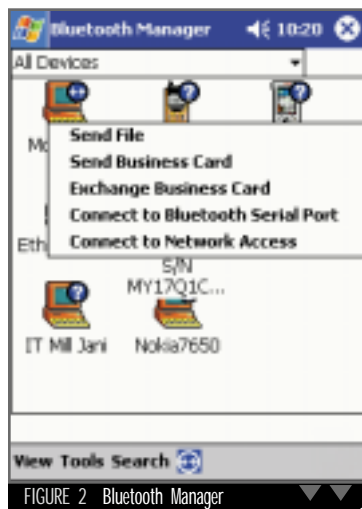 Bluetooth Manager 10:20
All Devices
Send File
Send Business Card
Exchange Business Card
Connect to Bluetooth Serial Port
Connect to Network Access
Eth
S/N
MY17Q1C...
IT Mill Jani Nokia7650
View Tools Search
FIGURE 2 Bluetooth Manager